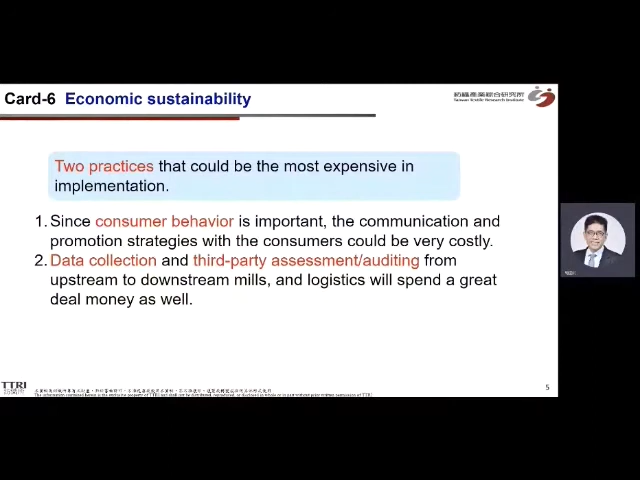 Card-6 Economic sustainability
紡織產業綜合研究所
Taiwan Textile Research Institute
Two practices that could be the most expensive in
implementation.
1. Since consumer behavior is important, the communication and
promotion strategies with the consumers could be very costly.
2. Data collection and third-party assessment/auditing from
upstream to downstream mills, and logistics will spend a great
deal money as well.
TTRI
紡織所
5